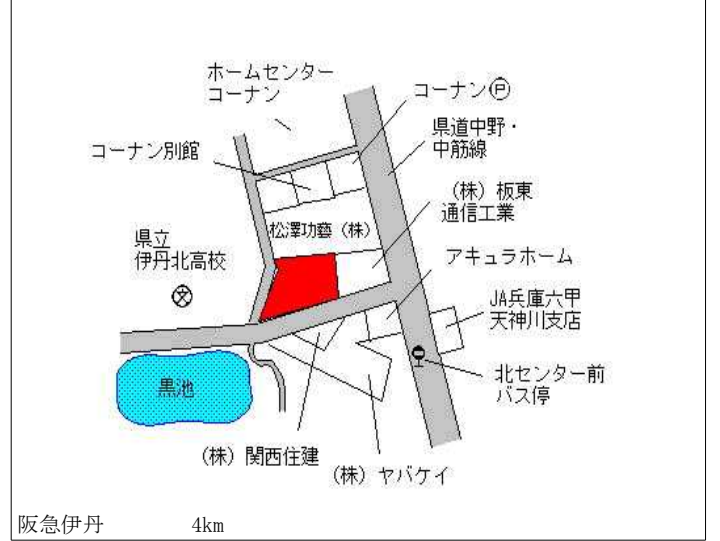 ホームセンター
コーナン
コーナンⓅ
県道中野・
中筋線
コーナン別館
(株) 板東
通信工業
松澤功藝 (株)
県立
伊丹北高校
文
アキュラホーム
JA兵庫六甲
天神川支店
黒池
北センター前
バス停
(株) 関西住建
(株) ヤバケイ
阪急伊丹 4km